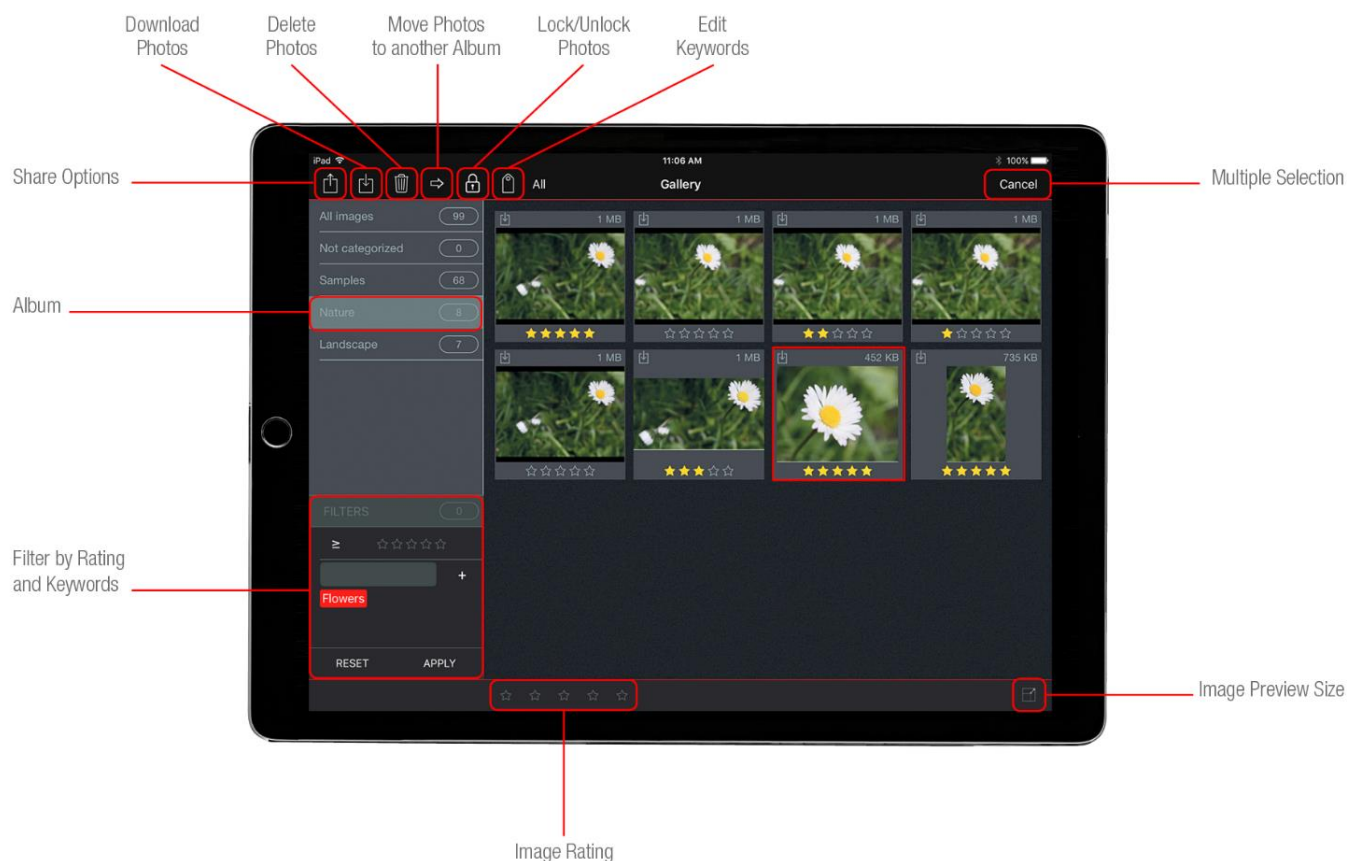 Download
Photos
Delete
Photos
Move Photos
to another Album
Lock/Unlock
Photos
Edit
Keywords
Share Options
Multiple Selection
Album
Filter by Rating
and Keywords
Image Preview Size
Image Rating
iPad
11:06 AM
100%
All
Gallery
Cancel
All images 99
Not categorized 0
Samples 68
Nature 8
Landscape 7
1 MB
1 MB
1 MB
1 MB
1 MB
1 MB
452 KB
735 KB
FILTERS 0
≥
+
Flowers
RESET APPLY